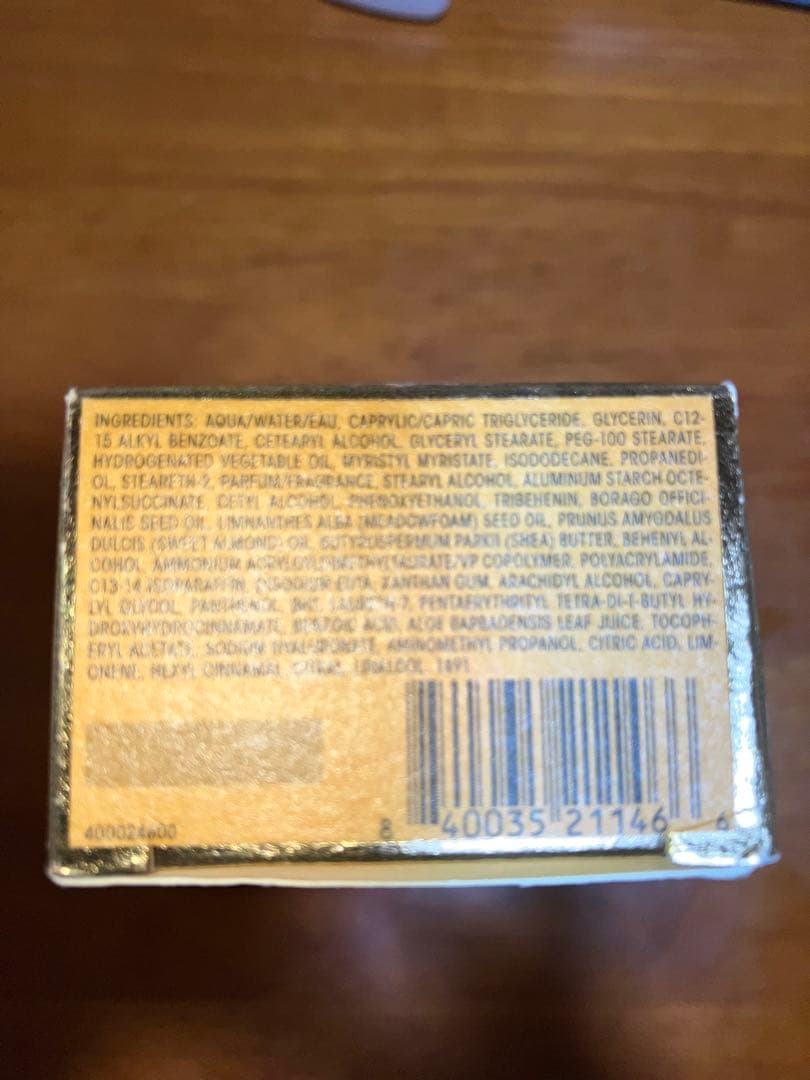 INGREDIENTS: AQUA/WATER/EAU, CAPRYLIC/CAPRIC TRIGLYCERIDE, GLYCERIN, C12-
15 ALKYL BENZOATE, CETEARYL ALCOHOL, GLYCERYL STEARATE, PEG-100 STEARATE,
HYDROGENATED VEGETABLE OIL, MYRISTYL MYRISTATE, ISODODECANE, PROPANEDI-
OL, STEARETH-2, PARFUM/FRAGRANCE, STEARYL ALCOHOL, ALUMINUM STARCH OCTE-
NYLSUCCINATE, CETYL ALCOHOL, PHENOXYETHANOL, TRIBEHENIN, BORAGO OFFICI-
NALIS SEED OIL, LIMNANTHES ALBA (MEADOWFOAM) SEED OIL, PRUNUS AMYGDALUS
DULCIS (SWEET ALMOND) OIL, BUTYROSPERMUM PARKII (SHEA) BUTTER, BEHENYL AL-
COHOL, AMMONIUM ACRYLOYLDIMETHYLTAURATE/VP COPOLYMER, POLYACRYLAMIDE,
C13-14 ISOPARAFFIN, DISODIUM EDTA, XANTHAN GUM, ARACHIDYL ALCOHOL, CAPRY-
LYL GLYCOL, PANTHENOL, BHT, LAURETH-7, PENTAERYTHRITYL TETRA-DI-T-BUTYL HY-
DROXYHYDROCINNAMATE, BENZOIC ACID, ALOE BARBADENSIS LEAF JUICE, TOCOPH-
ERYL ACETATE, SODIUM HYALURONATE, AMINOMETHYL PROPANOL, CITRIC ACID, LIM-
ONENE, HEXYL CINNAMAL, CITRAL, LINALOOL. 1691
400024600
8 40035 21146 6